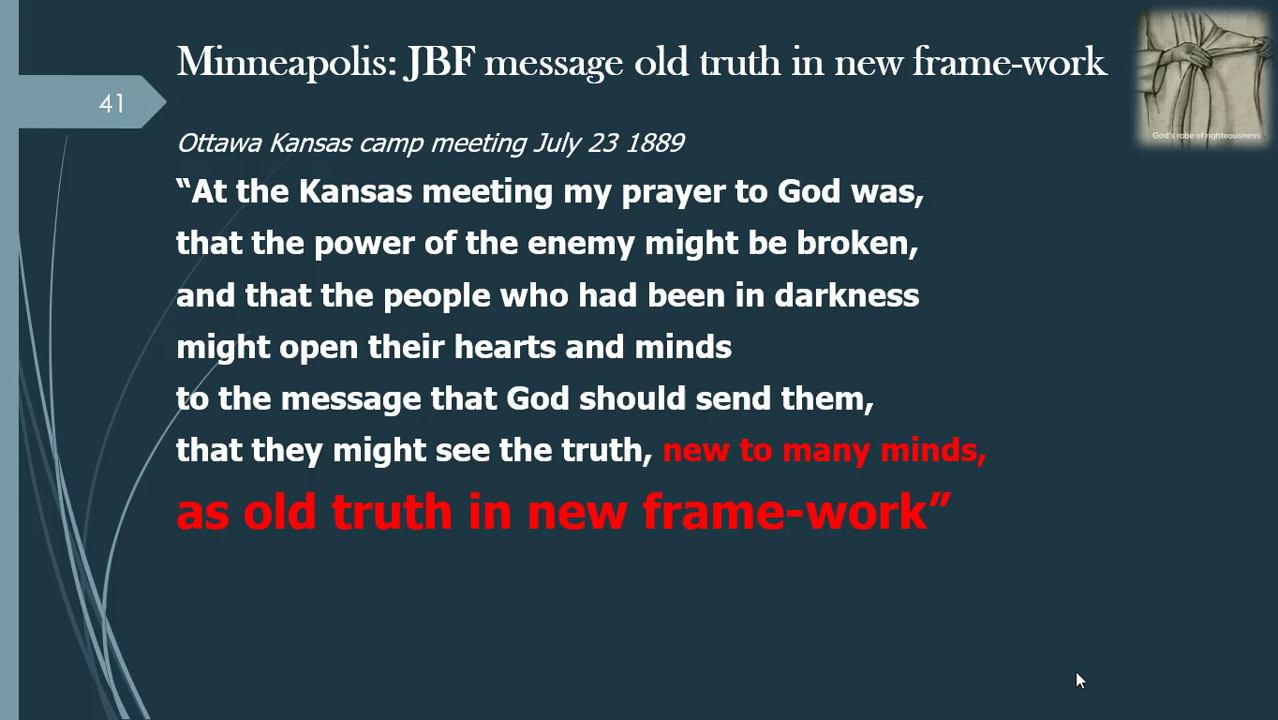 Minneapolis: JBF message old truth in new frame-work
God's robe of righteousness
41
Ottawa Kansas camp meeting July 23 1889
“At the Kansas meeting my prayer to God was,
that the power of the enemy might be broken,
and that the people who had been in darkness
might open their hearts and minds
to the message that God should send them,
that they might see the truth, new to many minds,
as old truth in new frame-work”